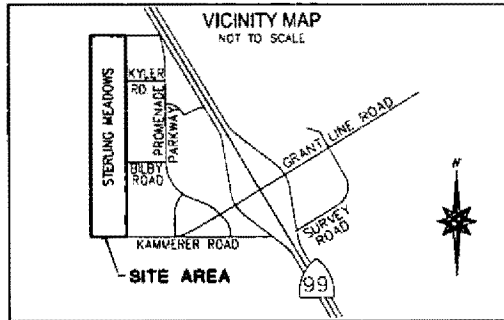 VICINITY MAP
NOT TO SCALE
KYLER
RD.
PROMENADE
PARKWAY
STERLING MEADOWS
BILBY
ROAD
GRANT LINE ROAD
SURVEY
ROAD
KAMMERER ROAD
SITE AREA
99
N